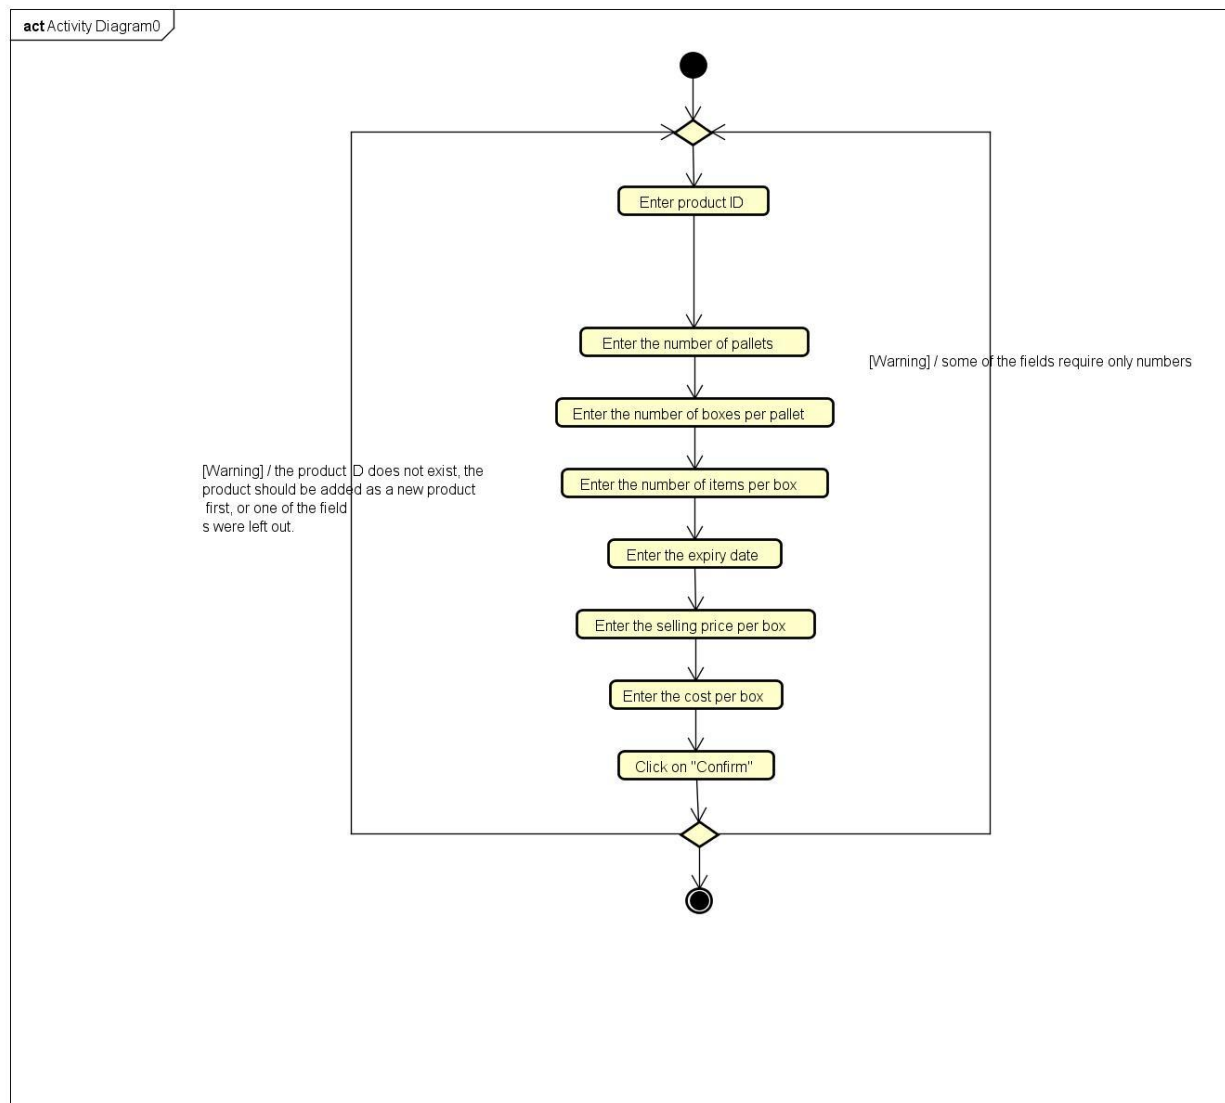 act Activity Diagram0
Enter product ID
Enter the number of pallets
[Warning] / some of the fields require only numbers
Enter the number of boxes per pallet
[Warning] / the product ID does not exist, the
product should be added as a new product
first, or one of the field
s were left out.
Enter the number of items per box
Enter the expiry date
Enter the selling price per box
Enter the cost per box
Click on "Confirm"